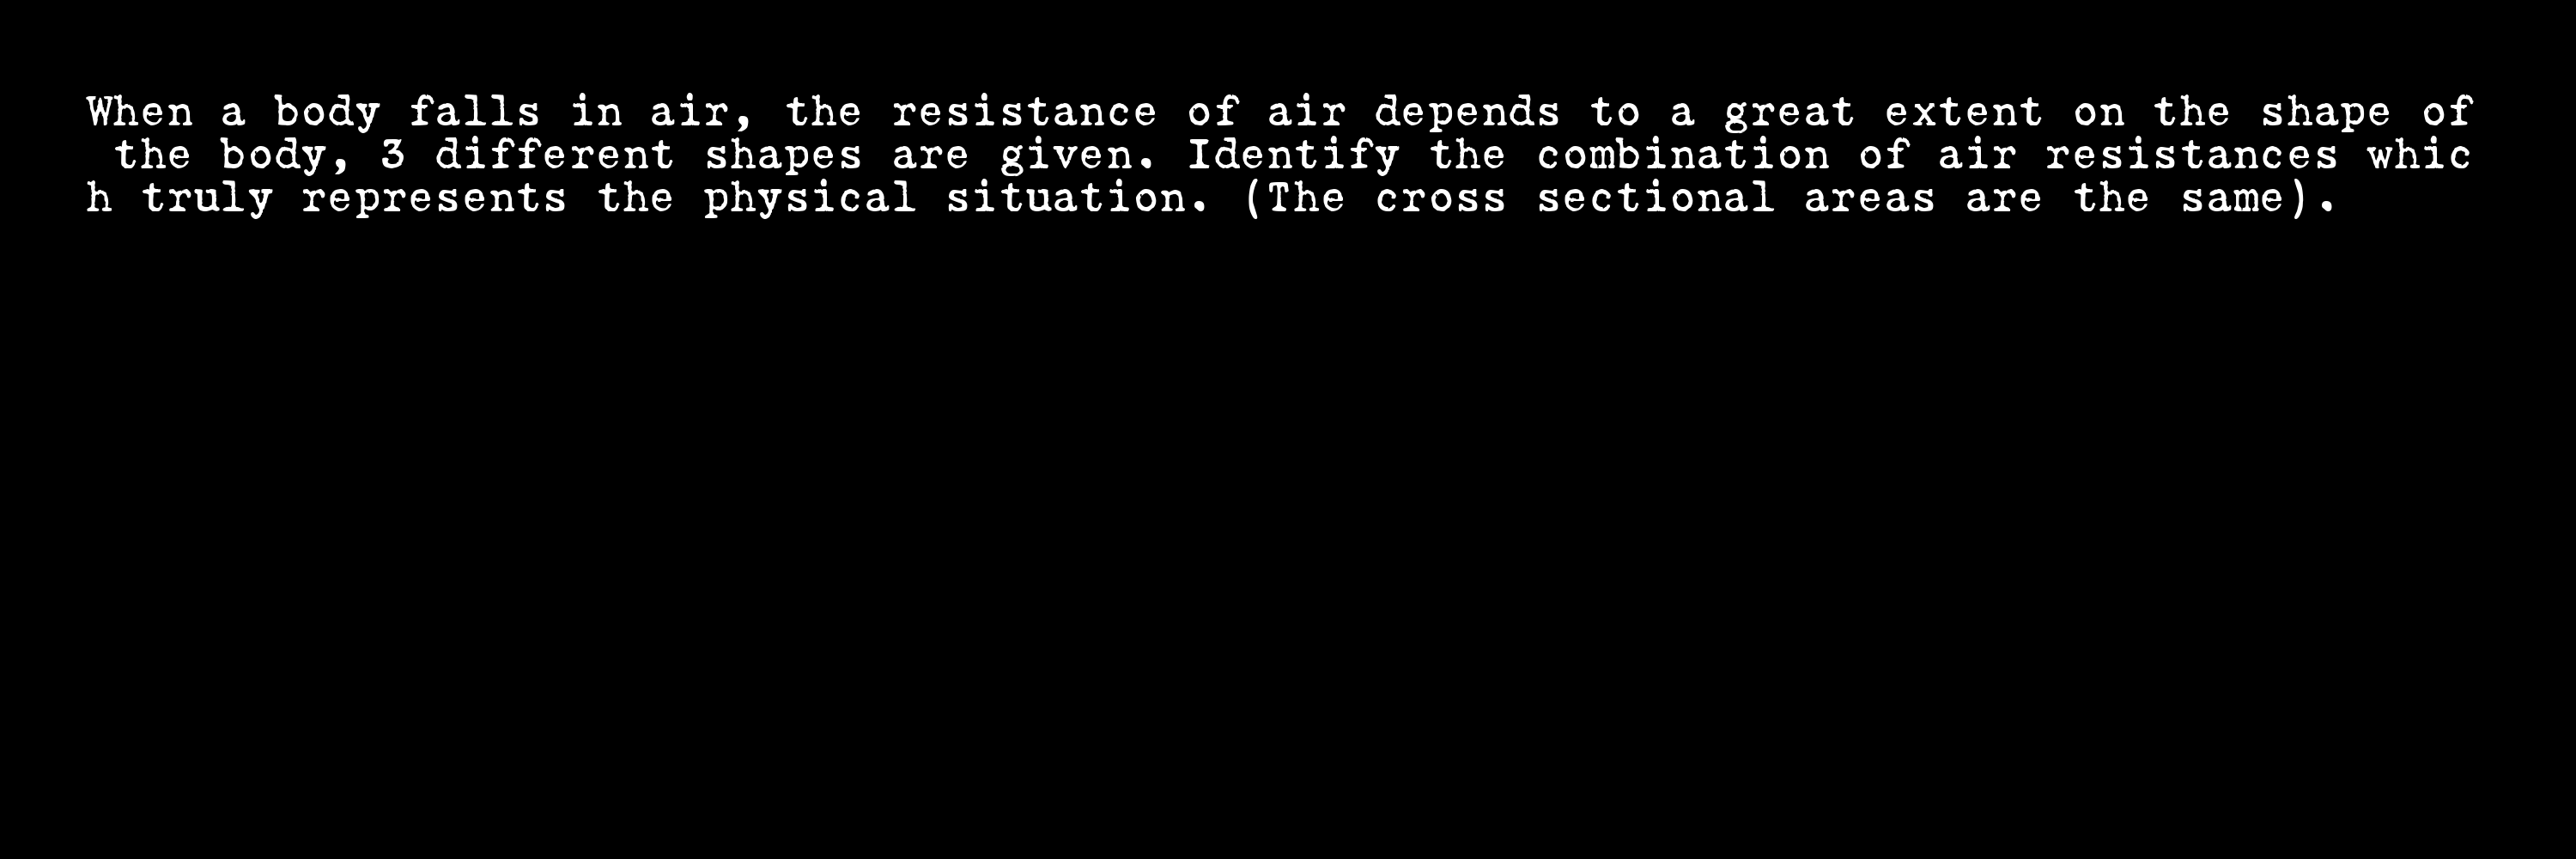 When a body falls in air, the resistance of air depends to a great extent on the shape of
the body, 3 different shapes are given. Identify the combination of air resistances whic
h truly represents the physical situation. (The cross sectional areas are the same).